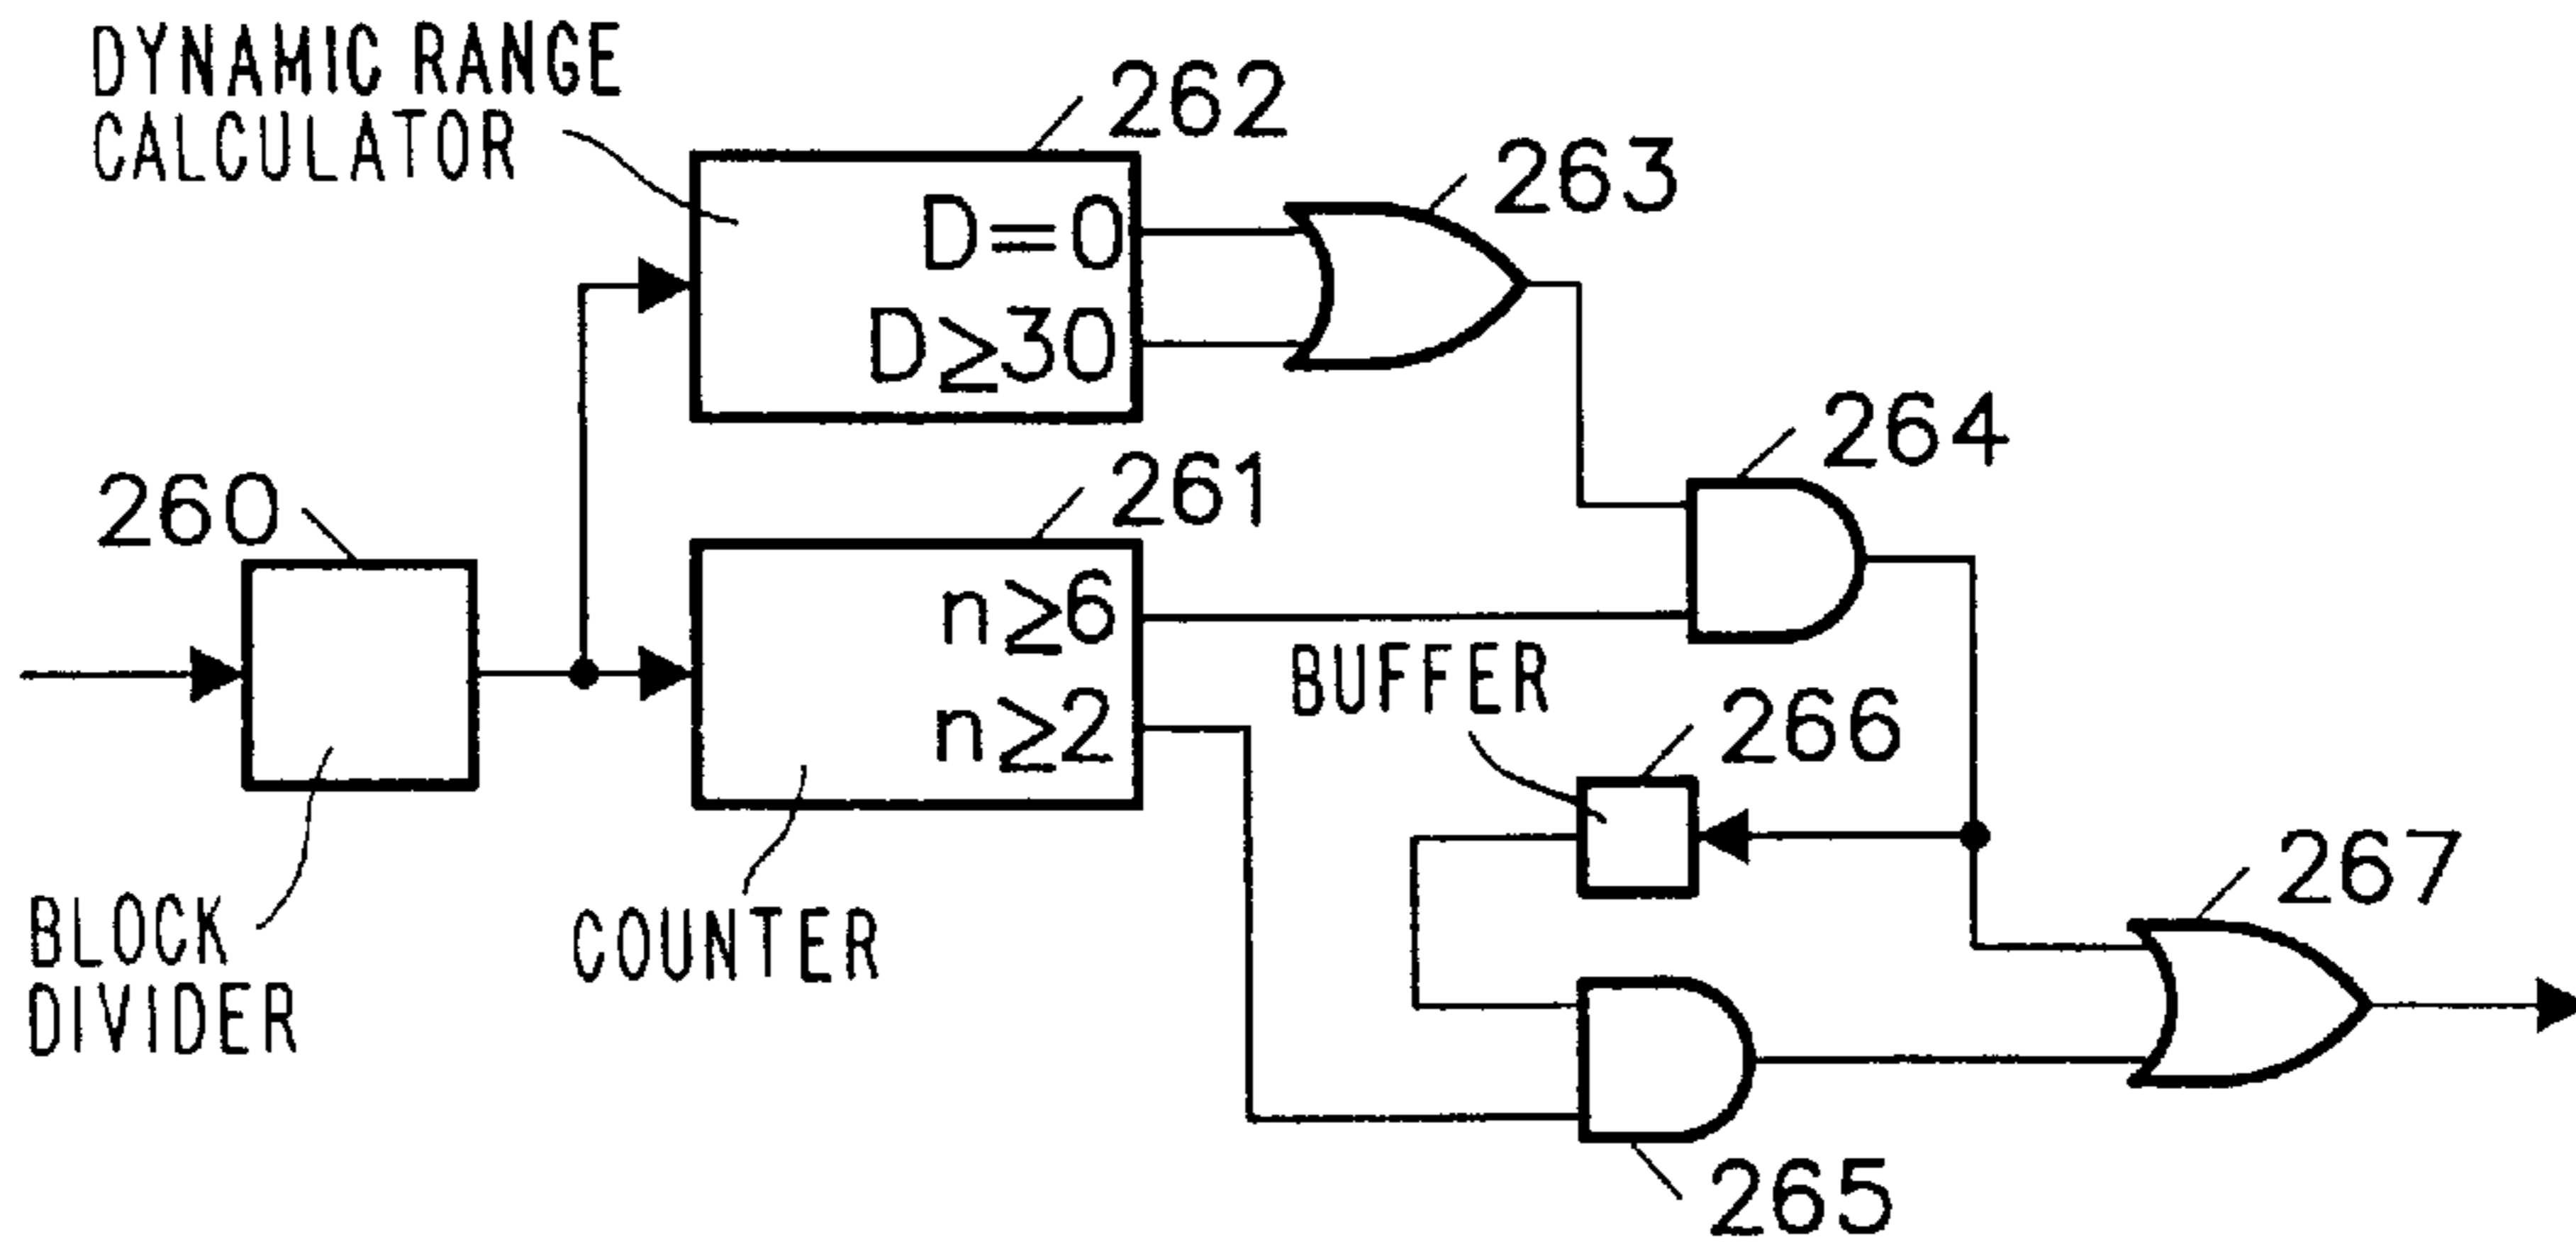 DYNAMIC RANGE
CALCULATOR
262
D=0
D≥30
263
264
260
261
n≥6
n≥2
BUFFER
266
267
BLOCK
DIVIDER
COUNTER
265